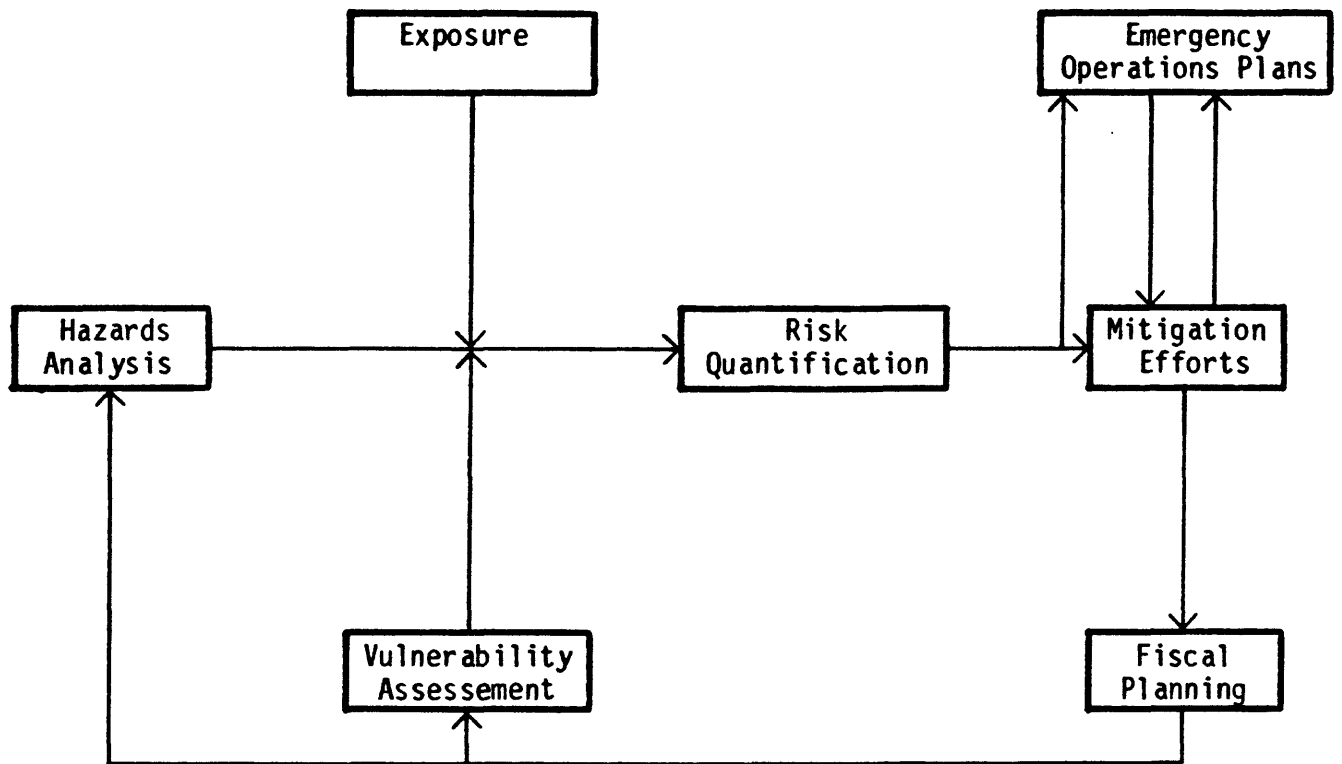 Exposure
Emergency
Operations Plans
Hazards
Analysis
Risk
Quantification
Mitigation
Efforts
Vulnerability
Assessement
Fiscal
Planning